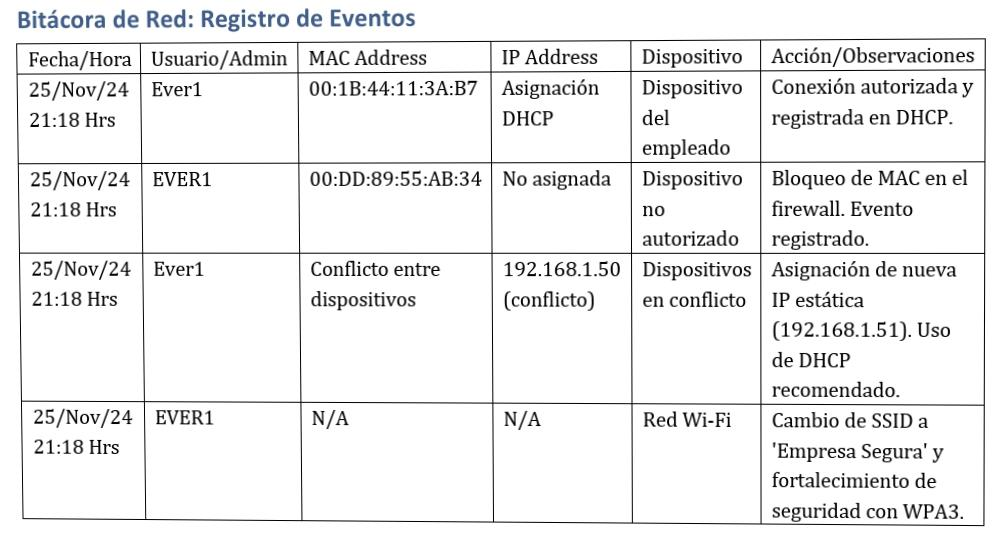 Bitácora de Red: Registro de Eventos
Fecha/Hora Usuario/Admin MAC Address IP Address Dispositivo Acción/Observaciones
25/Nov/24 Ever1 00:1B:44:11:3A:B7 Asignación Dispositivo Conexión autorizada y
21:18 Hrs DHCP del registrada en DHCP.
empleado
25/Nov/24 EVER1 00:DD:89:55:AB:34 No asignada Dispositivo Bloqueo de MAC en el
21:18 Hrs no firewall. Evento
autorizado registrado.
25/Nov/24 Ever1 Conflicto entre 192.168.1.50 Dispositivos Asignación de nueva
21:18 Hrs dispositivos (conflicto) en conflicto IP estática
(192.168.1.51). Uso
de DHCP
recomendado.
25/Nov/24 EVER1 N/A N/A Red Wi-Fi Cambio de SSID a
21:18 Hrs 'Empresa Segura' y
fortalecimiento de
seguridad con WPA3.